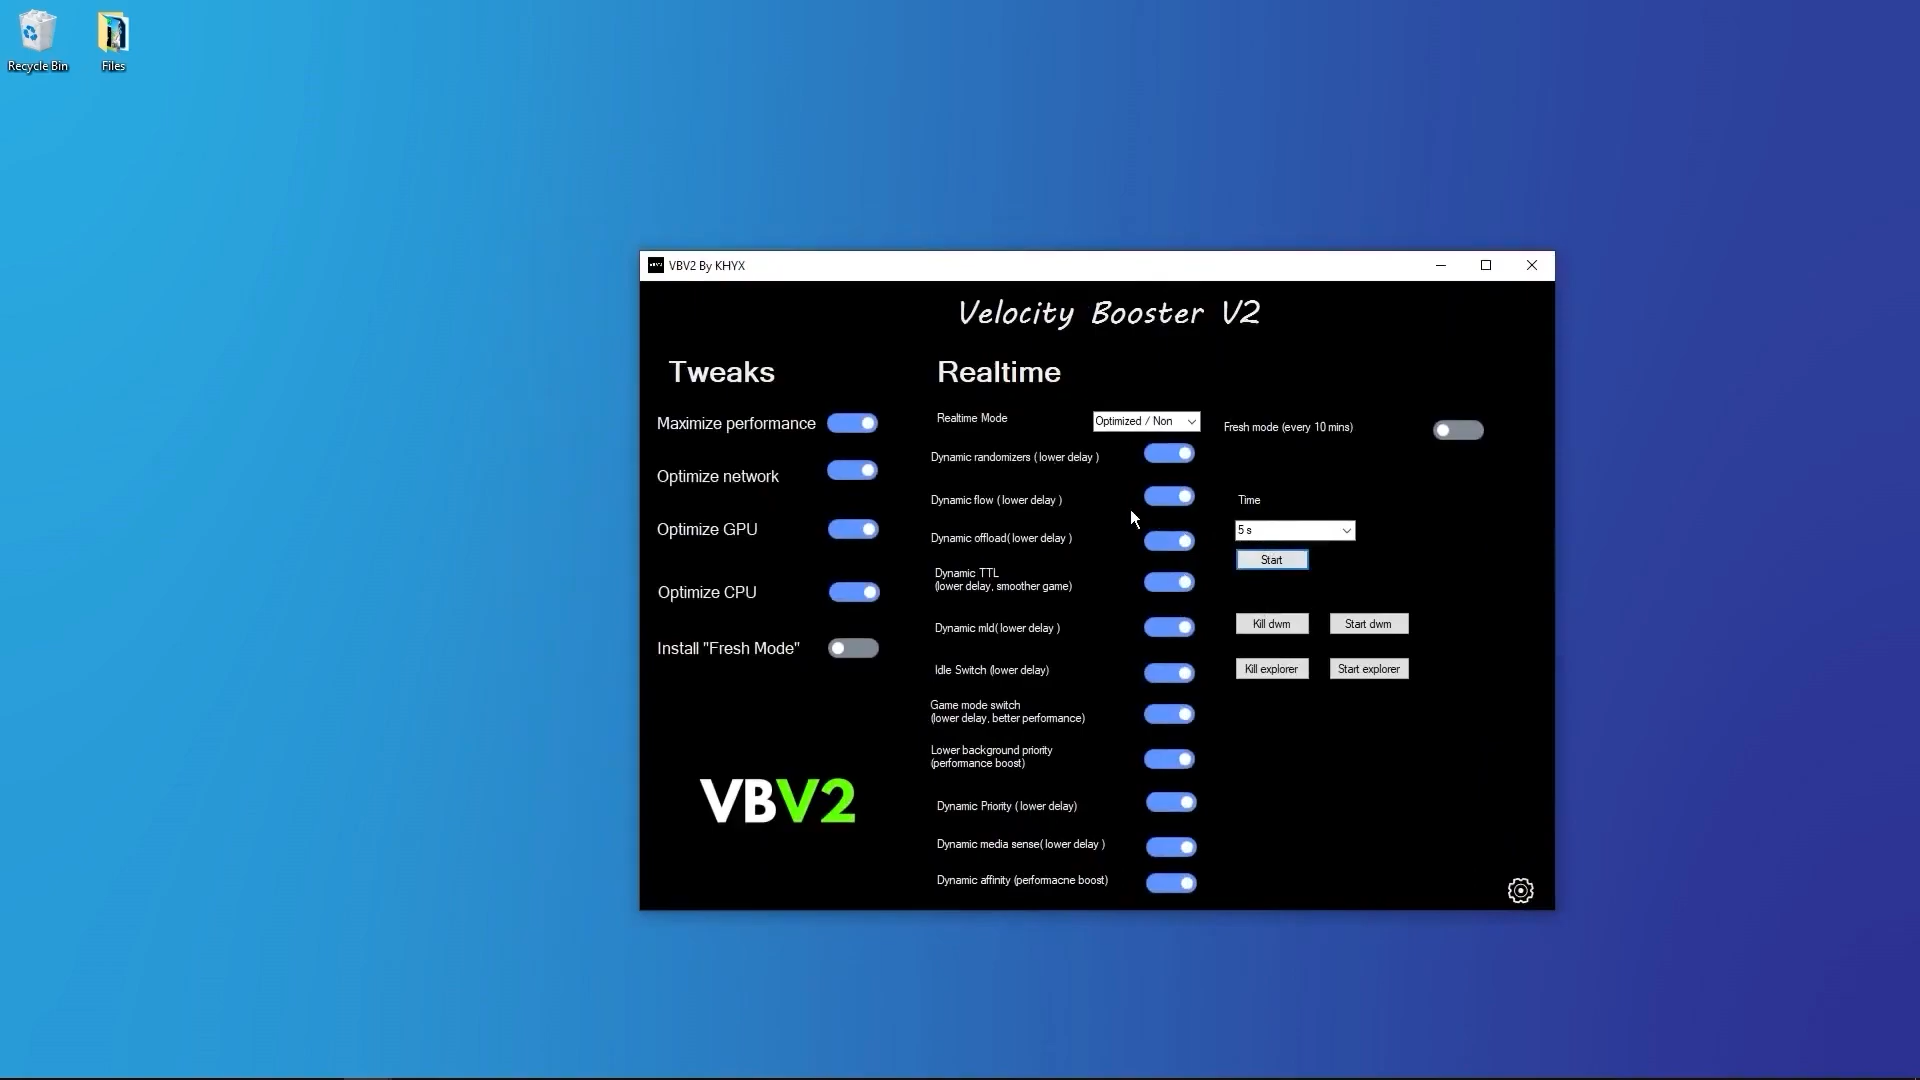 Recycle Bin
Files
VBV2 By KHYX
Velocity Booster V2
Tweaks
Maximize performance
Optimize network
Optimize GPU
Optimize CPU
Install "Fresh Mode"
VBV2
Realtime
Realtime Mode
Optimized / Non
Dynamic randomizers ( lower delay )
Dynamic flow ( lower delay )
Dynamic offload( lower delay )
Dynamic TTL
(lower delay, smoother game)
Dynamic mld( lower delay )
Idle Switch (lower delay)
Game mode switch
(lower delay, better performance)
Lower background priority
(performance boost)
Dynamic Priority ( lower delay)
Dynamic media sense( lower delay )
Dynamic affinity (performacne boost)
Fresh mode (every 10 mins)
Time
5 s
Start
Kill dwm
Start dwm
Kill explorer
Start explorer